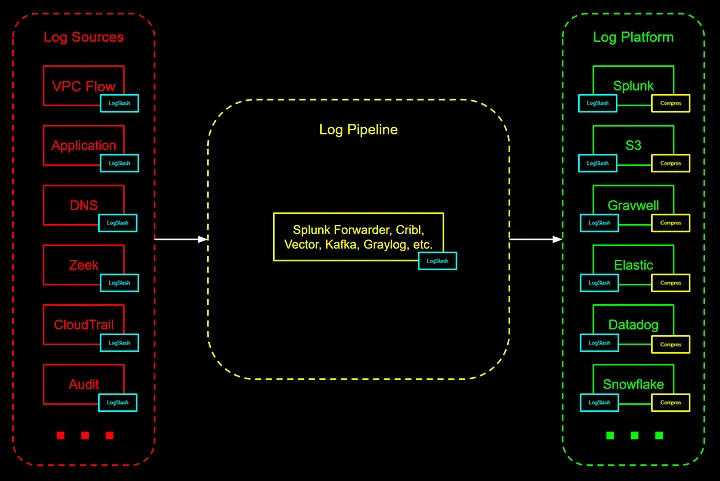 Log Sources
VPC Flow
LogSlash
Application
LogSlash
DNS
LogSlash
Zeek
LogSlash
CloudTrail
LogSlash
Audit
LogSlash
Log Pipeline
Splunk Forwarder, Cribl,
Vector, Kafka, Graylog, etc.
LogSlash
Log Platform
Splunk
LogSlash
Compres
S3
LogSlash
Compres
Gravwell
LogSlash
Compres
Elastic
LogSlash
Compres
Datadog
LogSlash
Compres
Snowflake
LogSlash
Compres